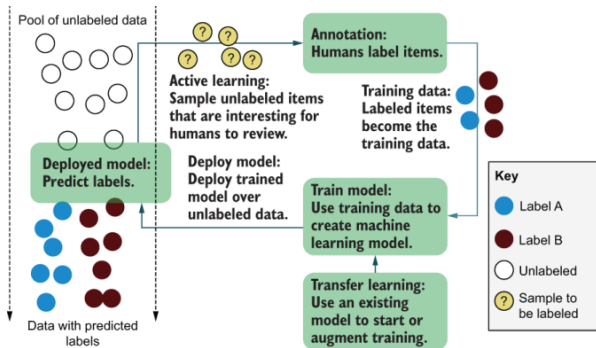 Pool of unlabeled data
? ? ? ? ?
Annotation:
Humans label items.
Active learning:
Sample unlabeled items
that are interesting for
humans to review.
Training data:
Labeled items
become the
training data.
Deployed model:
Predict labels.
Deploy model:
Deploy trained
model over
unlabeled data.
Train model:
Use training data to
create machine
learning model.
Transfer learning:
Use an existing
model to start or
augment training.
Data with predicted
labels
Key
Label A
Label B
Unlabeled
? Sample to
be labeled